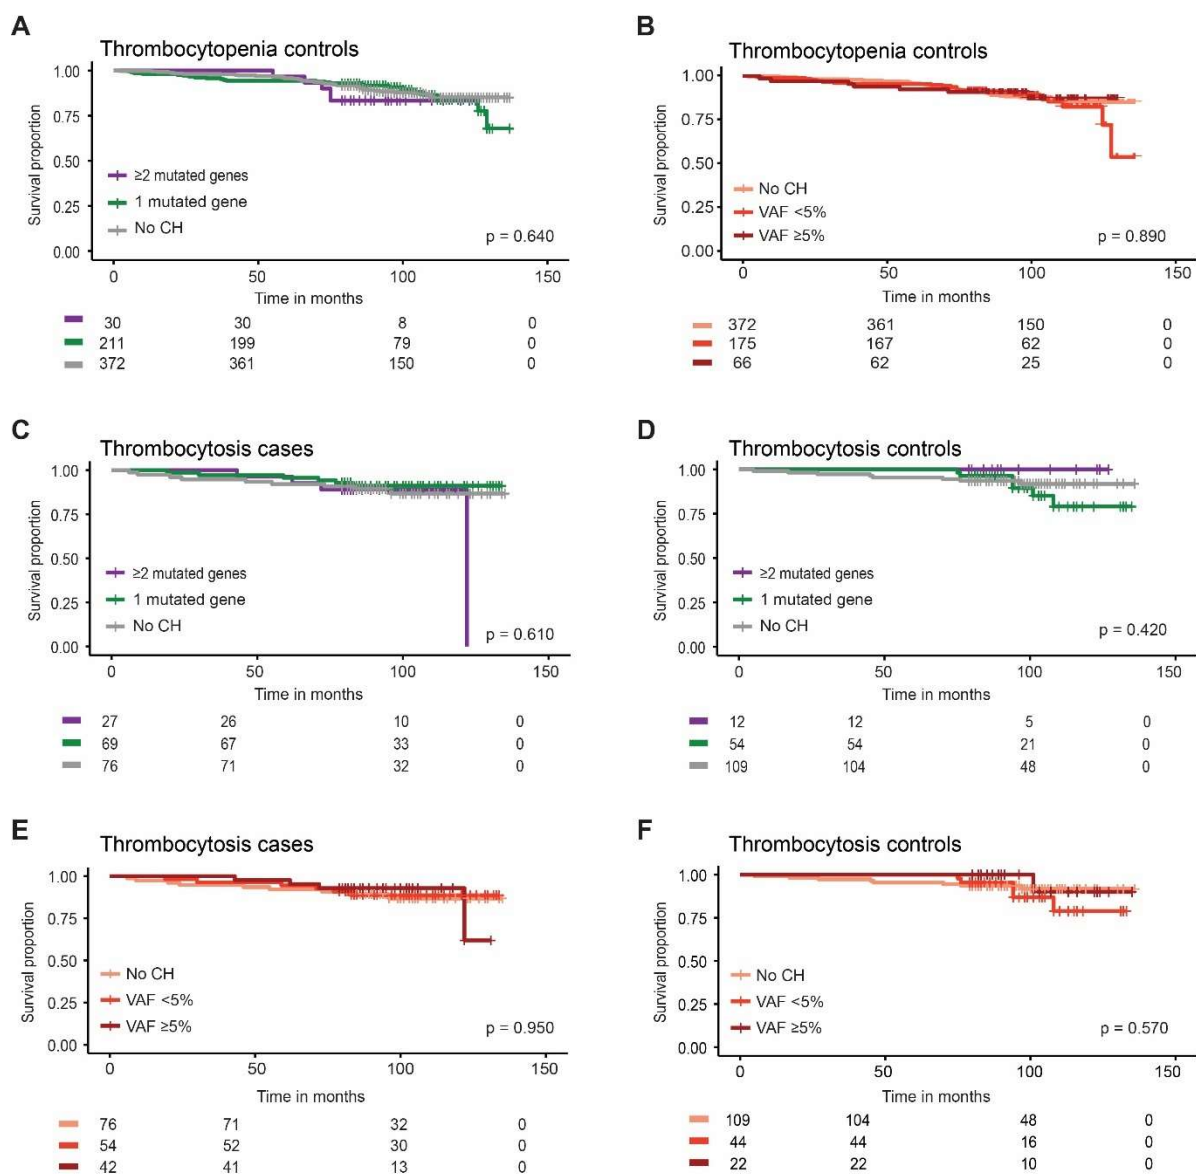 A
Thrombocytopenia controls
1.00
0.75
0.50
0.25
0.00
Survival proportion
≥2 mutated genes
1 mutated gene
No CH
p = 0.640
0 50 100 150
Time in months
30 30 8 0
211 199 79 0
372 361 150 0
B
Thrombocytopenia controls
1.00
0.75
0.50
0.25
0.00
Survival proportion
No CH
VAF <5%
VAF ≥5%
p = 0.890
0 50 100 150
Time in months
372 361 150 0
175 167 62 0
66 62 25 0
C
Thrombocytosis cases
1.00
0.75
0.50
0.25
0.00
Survival proportion
≥2 mutated genes
1 mutated gene
No CH
p = 0.610
0 50 100 150
Time in months
27 26 10 0
69 67 33 0
76 71 32 0
D
Thrombocytosis controls
1.00
0.75
0.50
0.25
0.00
Survival proportion
≥2 mutated genes
1 mutated gene
No CH
p = 0.420
0 50 100 150
Time in months
12 12 5 0
54 54 21 0
109 104 48 0
E
Thrombocytosis cases
1.00
0.75
0.50
0.25
0.00
Survival proportion
No CH
VAF <5%
VAF ≥5%
p = 0.950
0 50 100 150
Time in months
76 71 32 0
54 52 30 0
42 41 13 0
F
Thrombocytosis controls
1.00
0.75
0.50
0.25
0.00
Survival proportion
No CH
VAF <5%
VAF ≥5%
p = 0.570
0 50 100 150
Time in months
109 104 48 0
44 44 16 0
22 22 10 0